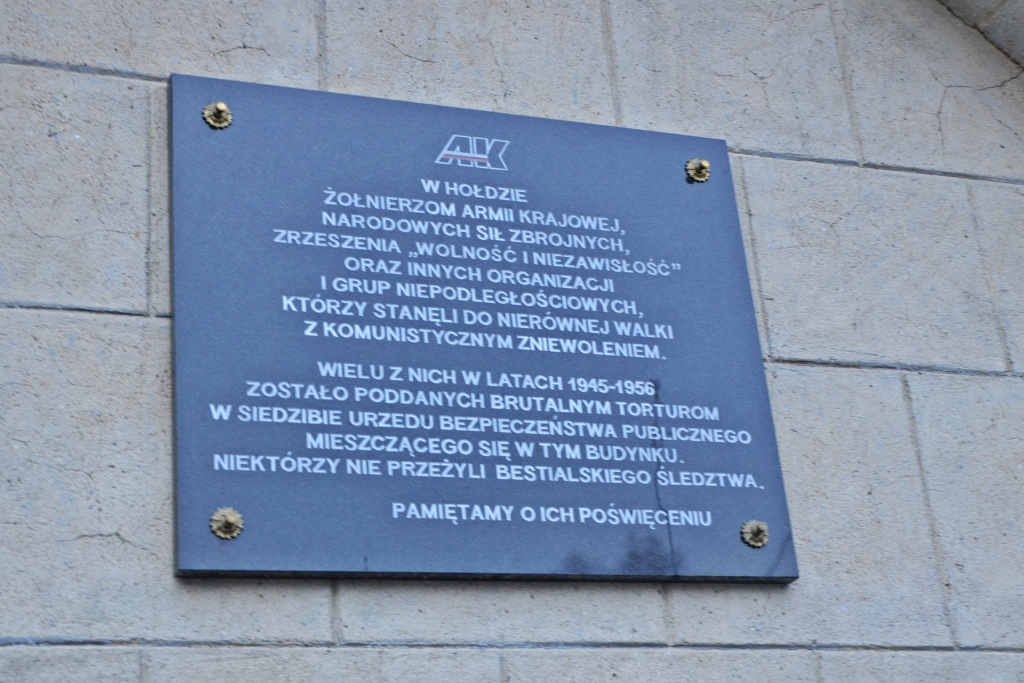 AK
W HOŁDZIE
ŻOŁNIERZOM ARMII KRAJOWEJ,
NARODOWYCH SIŁ ZBROJNYCH,
ZRZESZENIA „WOLNOŚĆ I NIEZAWISŁOŚĆ”
ORAZ INNYCH ORGANIZACJI
I GRUP NIEPODLEGŁOŚCIOWYCH,
KTÓRZY STANĘLI DO NIERÓWNEJ WALKI
Z KOMUNISTYCZNYM ZNIEWOLENIEM.
WIELU Z NICH W LATACH 1945-1956
ZOSTAŁO PODDANYCH BRUTALNYM TORTUROM
W SIEDZIBIE URZEDU BEZPIECZEŃSTWA PUBLICZNEGO
MIESZCZĄCEGO SIĘ W TYM BUDYNKU.
NIEKTÓRZY NIE PRZEŻYLI BESTIALSKIEGO ŚLEDZTWA.
PAMIĘTAMY O ICH POŚWIĘCENIU